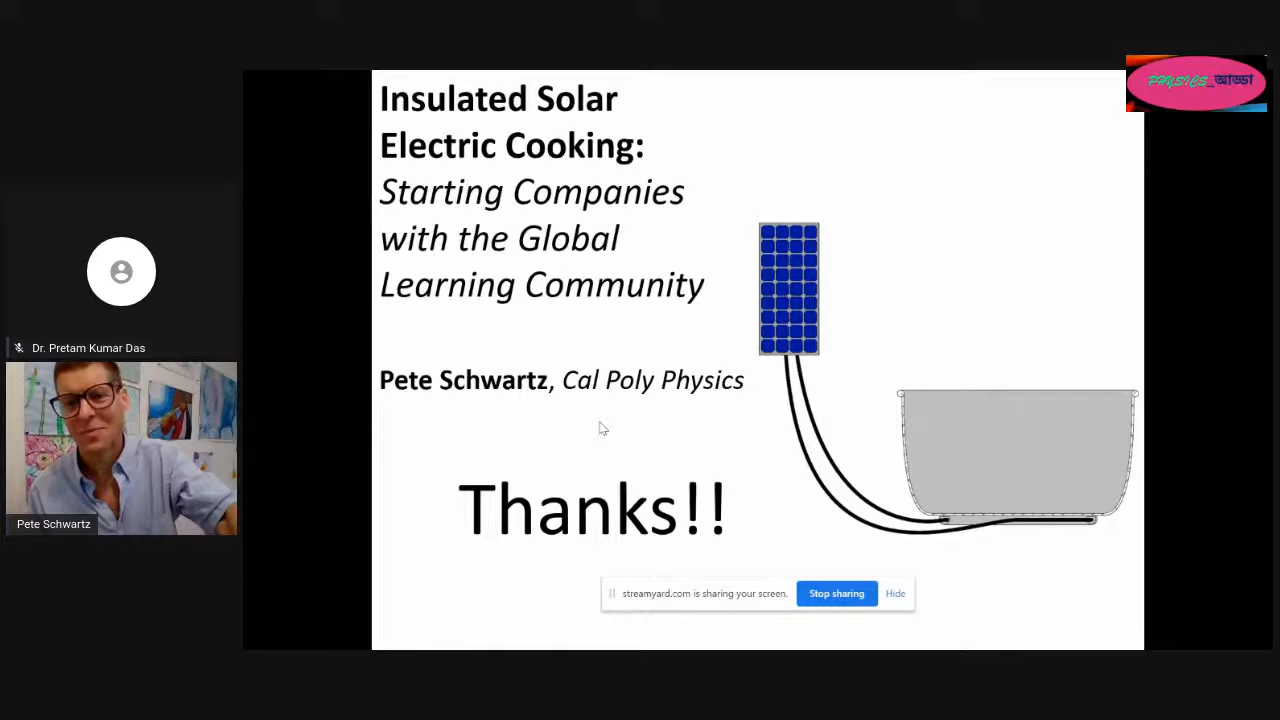 PHYSICS_আড্ডা
Insulated Solar
Electric Cooking:
Starting Companies
with the Global
Learning Community
Pete Schwartz, Cal Poly Physics
Thanks!!
Dr. Pretam Kumar Das
Pete Schwartz
streamyard.com is sharing your screen.
Stop sharing
Hide